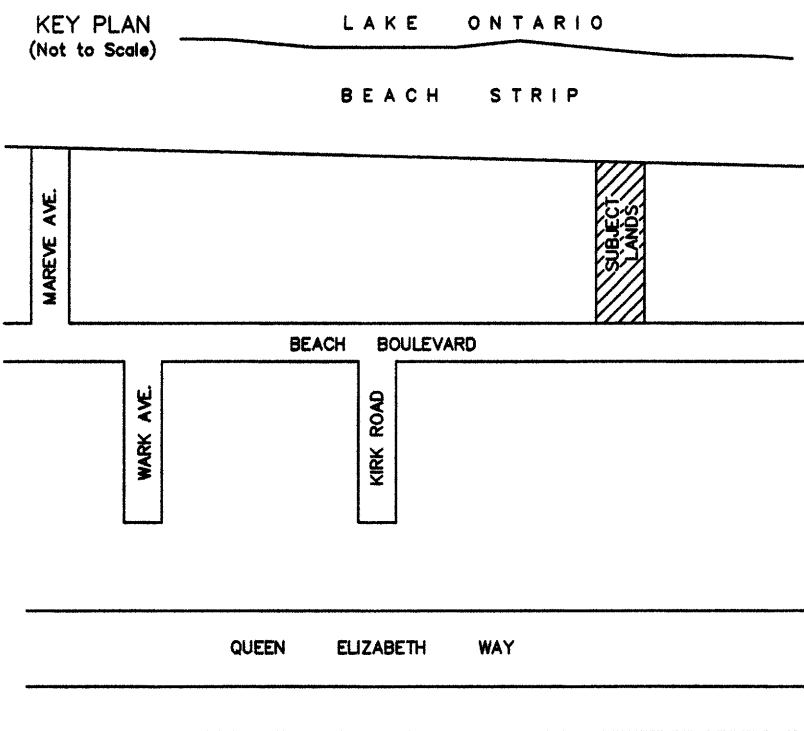 KEY PLAN
(Not to Scale)
LAKE ONTARIO
BEACH STRIP
MAREVE AVE.
SUBJECT
LANDS
BEACH BOULEVARD
WARK AVE.
KIRK ROAD
QUEEN ELIZABETH WAY